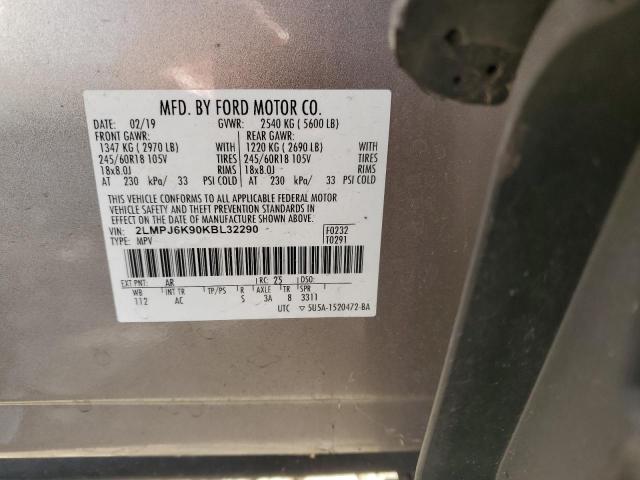 MFD. BY FORD MOTOR CO.
DATE: 02/19 GVWR: 2540 KG ( 5600 LB)
FRONT GAWR: REAR GAWR:
1347 KG ( 2970 LB) WITH 1220 KG ( 2690 LB) WITH
245/60R18 105V TIRES 245/60R18 105V TIRES
18x8.0J RIMS 18x8.0J RIMS
AT 230 kPa/ 33 PSI COLD AT 230 kPa/ 33 PSI COLD
THIS VEHICLE CONFORMS TO ALL APPLICABLE FEDERAL MOTOR
VEHICLE SAFETY AND THEFT PREVENTION STANDARDS IN
EFFECT ON THE DATE OF MANUFACTURE SHOWN ABOVE.
VIN: 2LMPJ6K90KBL32290 F0232
TYPE: MPV T0291
EXT PNT: AR RC: 25 DSO:
WB INT TR TP/PS R AXLE TR SPR
112 AC S 3A 8 3311
UTC ▽ 5U5A-1520472-BA